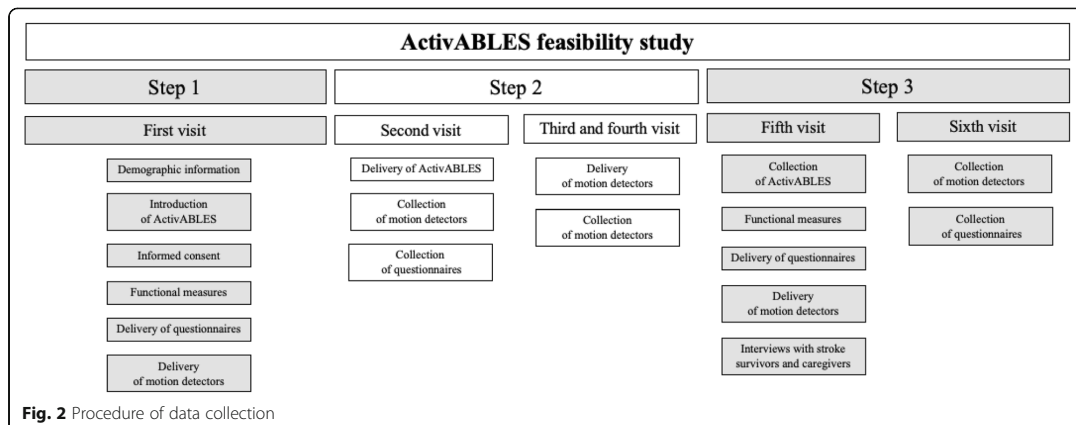 ActivABLES feasibility study
Step 1
Step 2
Step 3
First visit
Second visit
Third and fourth visit
Fifth visit
Sixth visit
Demographic information
Introduction
of ActivABLES
Informed consent
Functional measures
Delivery of questionnaires
Delivery
of motion detectors
Delivery of ActivABLES
Collection
of motion detectors
Collection
of questionnaires
Delivery
of motion detectors
Collection
of motion detectors
Collection
of ActivABLES
Functional measures
Delivery of questionnaires
Delivery
of motion detectors
Interviews with stroke
survivors and caregivers
Collection
of motion detectors
Collection
of questionnaires
Fig. 2 Procedure of data collection